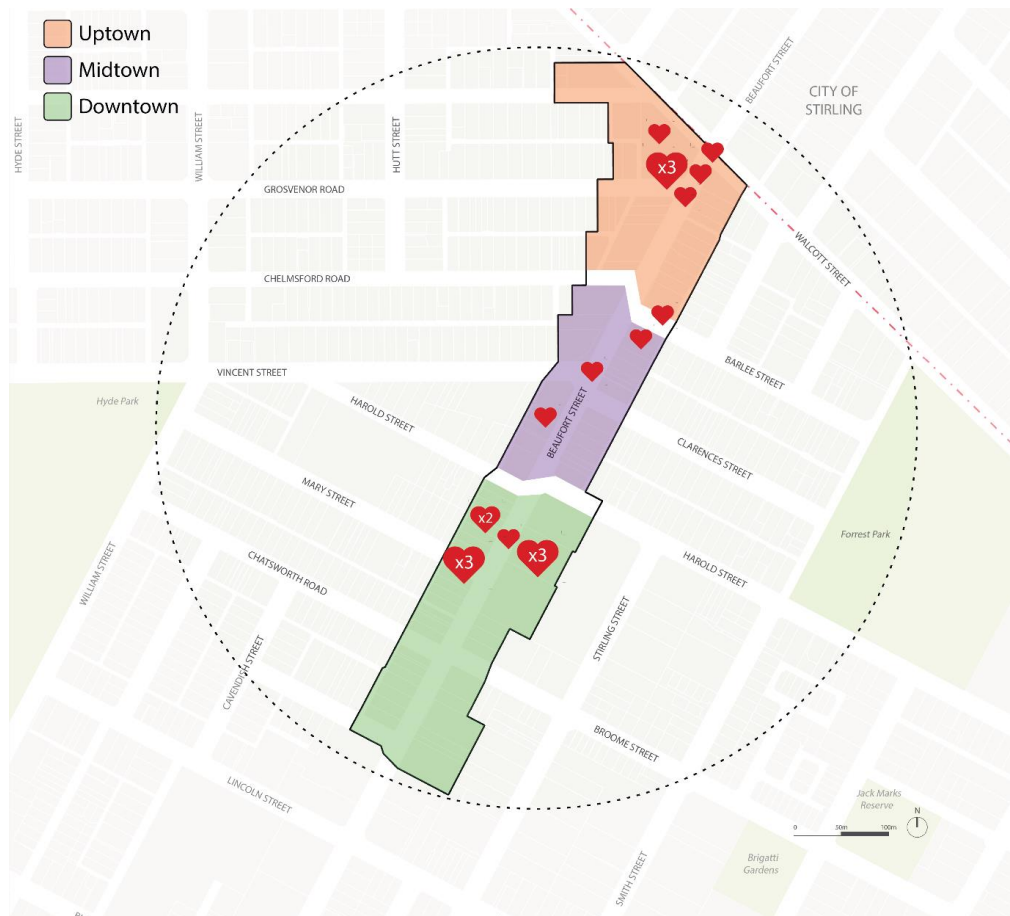 Uptown
Midtown
Downtown
BEAUFORT STREET
CITY OF
STIRLING
HYDE STREET
WILLIAM STREET
HUTT STREET
x3
GROSVENOR ROAD
WALCOTT STREET
CHELMSFORD ROAD
VINCENT STREET
BARLEE STREET
Hyde Park
HAROLD STREET
BEAUFORT STREET
CLARENCES STREET
MARY STREET
x2
Forrest Park
x3
x3
HAROLD STREET
WILLIAM STREET
CHATSWORTH ROAD
STIRLING STREET
CAVENDISH STREET
BROOME STREET
LINCOLN STREET
Jack Marks
Reserve
N
0 50m 100m
Brigatti
Gardens
SMITH STREET